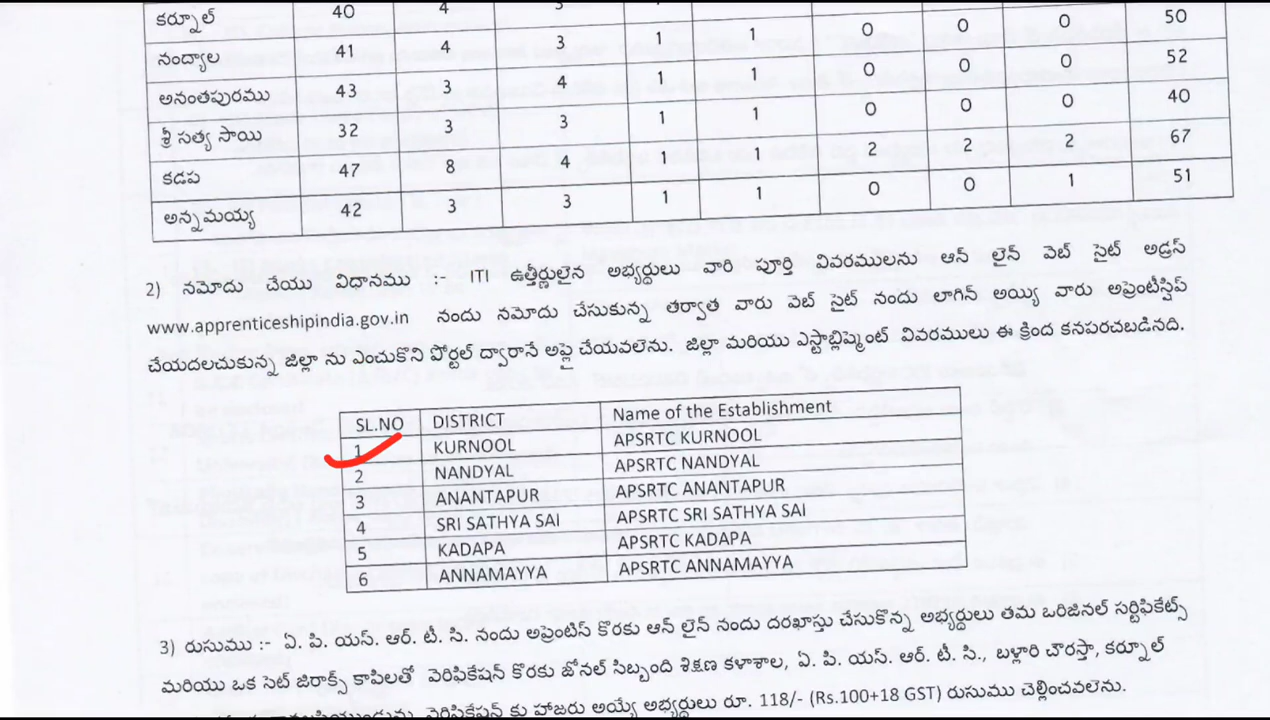 కర్నూల్ 40 4 3 50
నంద్యాల 41 4 3 1 1 0 0 0 52
అనంతపురము 43 3 4 1 1 0 0 0 40
శ్రీ సత్య సాయి 32 3 3 1 1 0 0 0 67
కడప 47 8 4 1 1 2 2 2 51
అన్నమయ్య 42 3 3 1 1 0 0 1
2) నమోదు చేయు విధానము :- ITI ఉత్తీర్ణులైన అభ్యర్థులు వారి పూర్తి వివరములను ఆన్ లైన్ వెబ్ సైట్ అడ్రస్
www.apprenticeshipindia.gov.in నందు నమోదు చేసుకున్న తర్వాత వారు వెబ్ సైట్ నందు లాగిన్ అయ్యి వారు అప్రెంటిస్షిప్
చేయదలచుకున్న జిల్లా ను ఎంచుకొని పోర్టల్ ద్వారానే అప్లై చేయవలెను. జిల్లా మరియు ఎస్టాబ్లిష్మెంట్ వివరములు ఈ క్రింద కనపరచబడినది.
SL.NO DISTRICT Name of the Establishment
1 KURNOOL APSRTC KURNOOL
2 NANDYAL APSRTC NANDYAL
3 ANANTAPUR APSRTC ANANTAPUR
4 SRI SATHYA SAI APSRTC SRI SATHYA SAI
5 KADAPA APSRTC KADAPA
6 ANNAMAYYA APSRTC ANNAMAYYA
3) రుసుము :- ఏ. పి. యస్. ఆర్. టి. సి. నందు అప్రెంటిస్ కొరకు ఆన్ లైన్ నందు దరఖాస్తు చేసుకొన్న అభ్యర్థులు తమ ఒరిజినల్ సర్టిఫికేట్స్
మరియు ఒక సెట్ జిరాక్స్ కాపిలతో వెరిఫికేషన్ కొరకు జోనల్ సిబ్బంది శిక్షణ కళాశాల, ఏ. పి. యస్. ఆర్. టి. సి., బళ్లారి చౌరస్తా, కర్నూల్
వెరిఫికేషన్ కు హాజరు అయ్యే అభ్యర్థులు రూ. 118/- (Rs.100+18 GST) రుసుము చెల్లించవలెను.